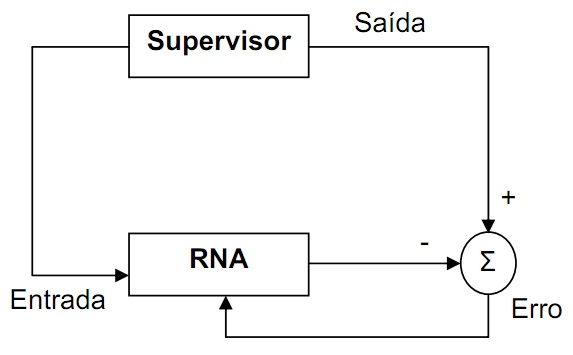 Supervisor
Saída
+
RNA
-
Σ
Entrada
Erro